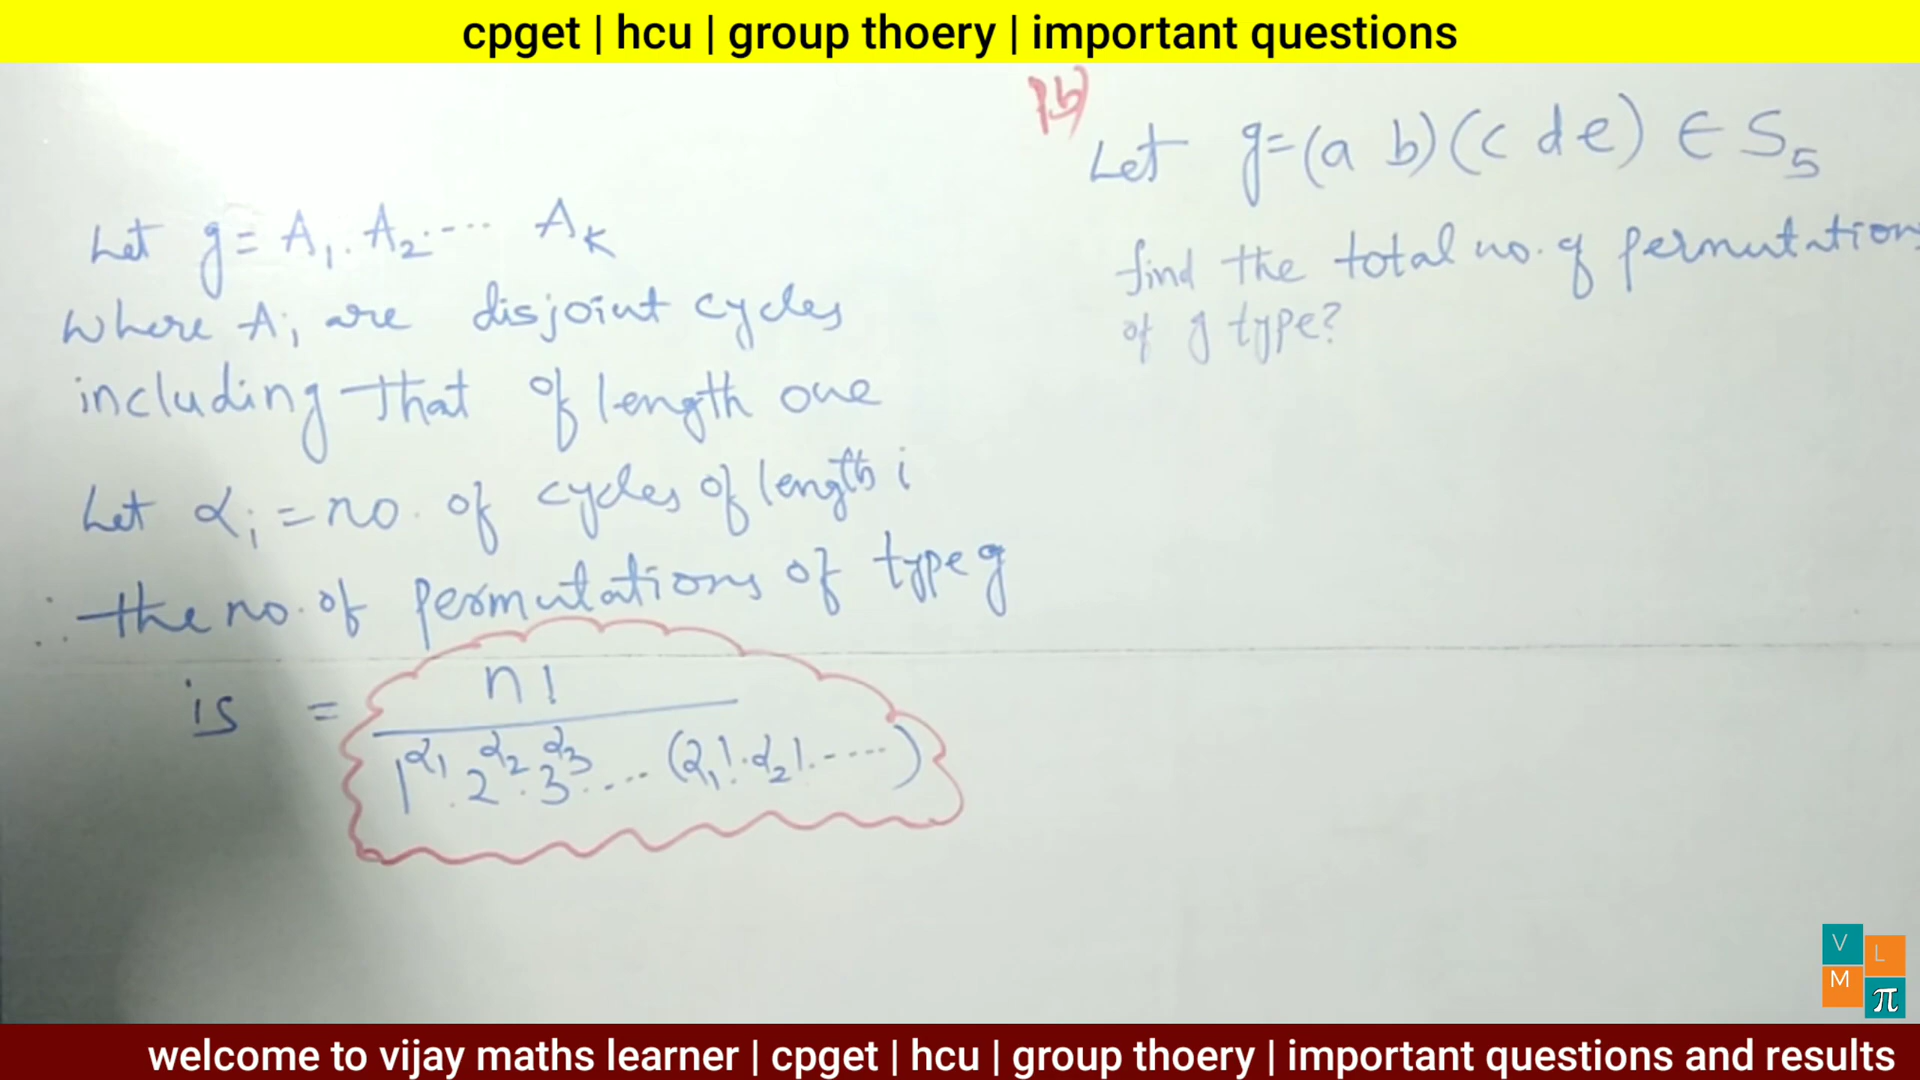 cpget | hcu | group thoery | important questions
Let g = A₁. A₂. ---- Aₖ
where Aᵢ are disjoint cycles
including that of length one
Let αᵢ = no. of cycles of length i
∴ the no. of permutations of type g
is = n! / 1^α₁ . 2^α₂ . 3^α₃ .... (α₁! . α₂! . ----)
Pb)
Let g = (a b)(c d e) ∈ S₅
find the total no. of permutations
of g type?
V L
M π
welcome to vijay maths learner | cpget | hcu | group thoery | important questions and results